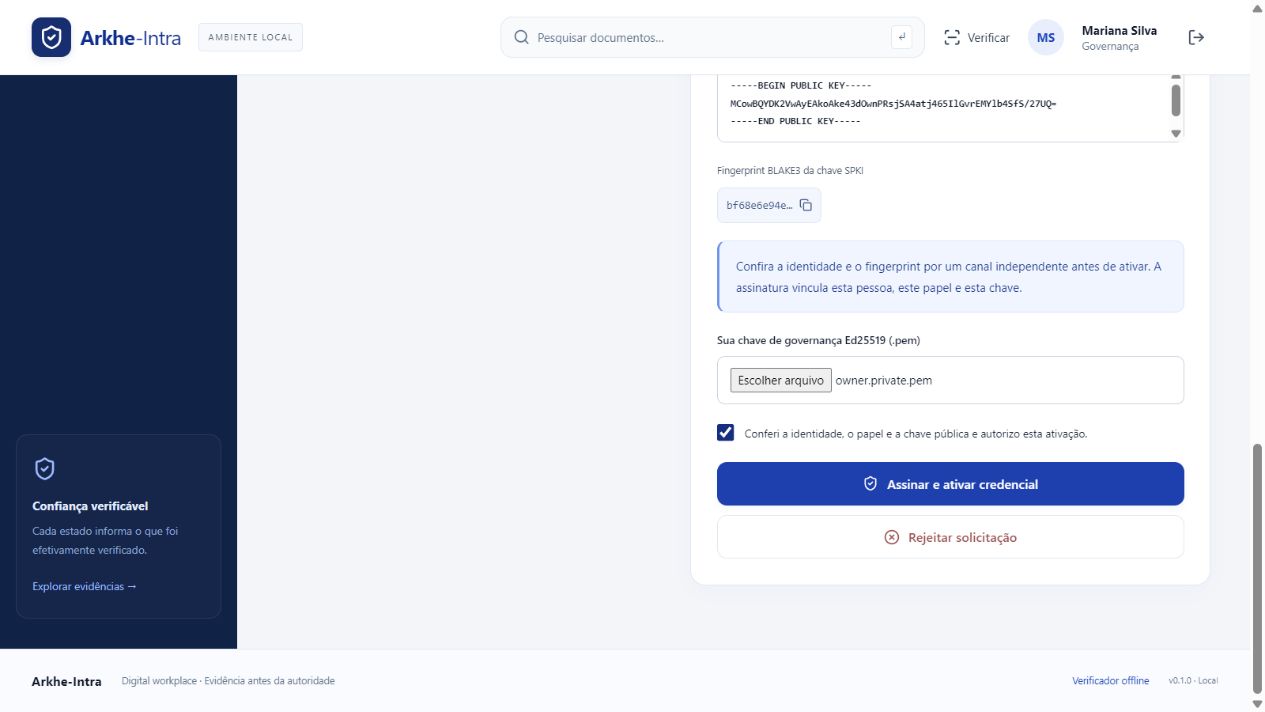 Arkhe-Intra
AMBIENTE LOCAL
Pesquisar documentos...
Verificar
MS
Mariana Silva
Governança
-----BEGIN PUBLIC KEY-----
MCowBQYDK2VwAyEAkoAke43dOwnPRsjSA4atj465IlGvrEMYlb4SfS/27UQ=
-----END PUBLIC KEY-----
Fingerprint BLAKE3 da chave SPKI
bf68e6e94e...
Confira a identidade e o fingerprint por um canal independente antes de ativar. A
assinatura vincula esta pessoa, este papel e esta chave.
Sua chave de governança Ed25519 (.pem)
Escolher arquivo owner.private.pem
Conferi a identidade, o papel e a chave pública e autorizo esta ativação.
Assinar e ativar credencial
Rejeitar solicitação
Confiança verificável
Cada estado informa o que foi
efetivamente verificado.
Explorar evidências →
Arkhe-Intra
Digital workplace · Evidência antes da autoridade
Verificador offline
v0.1.0 · Local